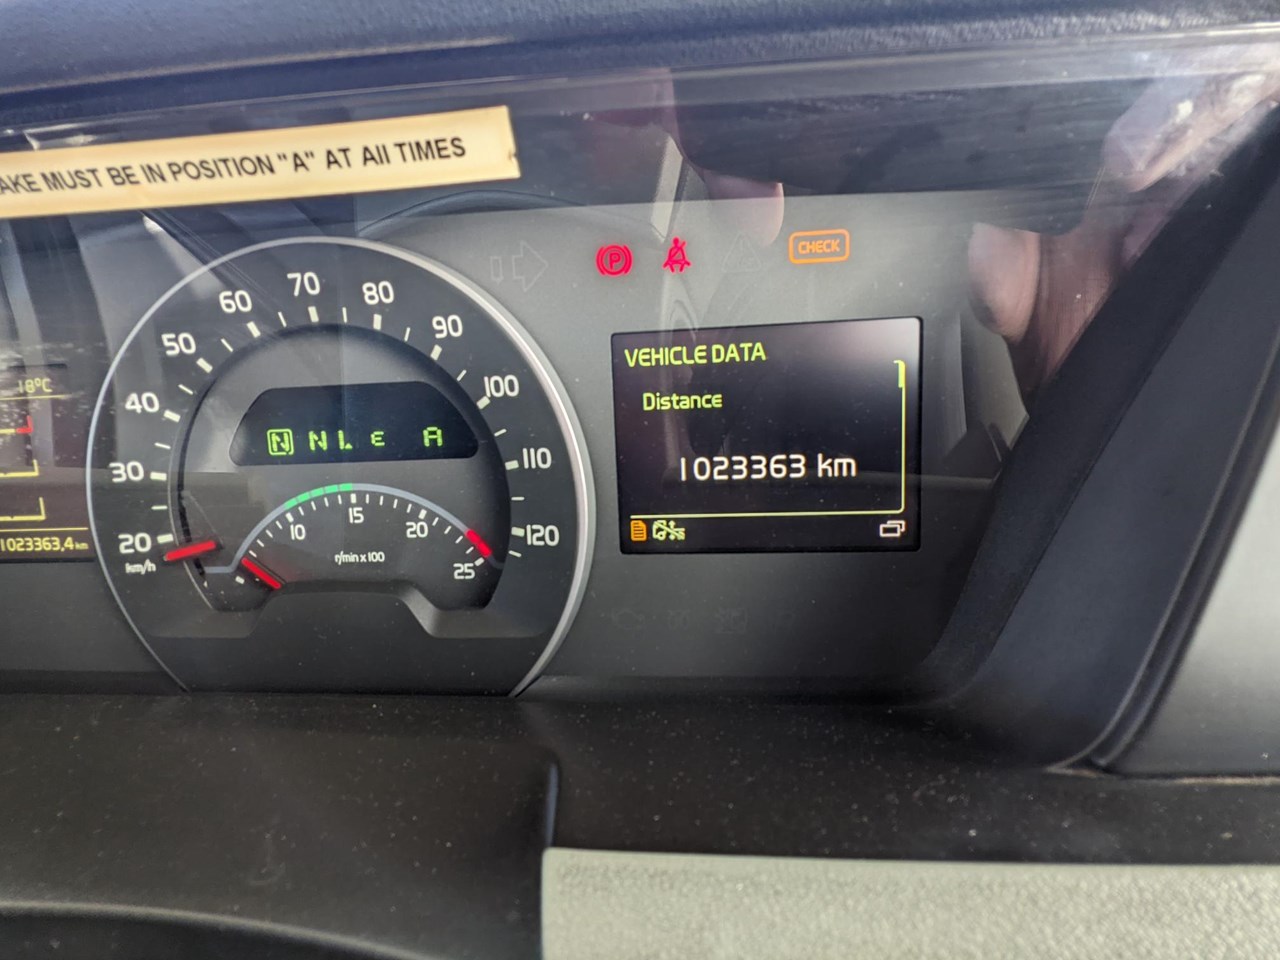 AKE MUST BE IN POSITION "A" AT All TIMES
P
CHECK
VEHICLE DATA
Distance
1023363 km
18°C
1023363,4 km
20
30
40
50
60
70
80
90
100
110
120
km/h
N N L E A
10
15
20
25
r/min x 100